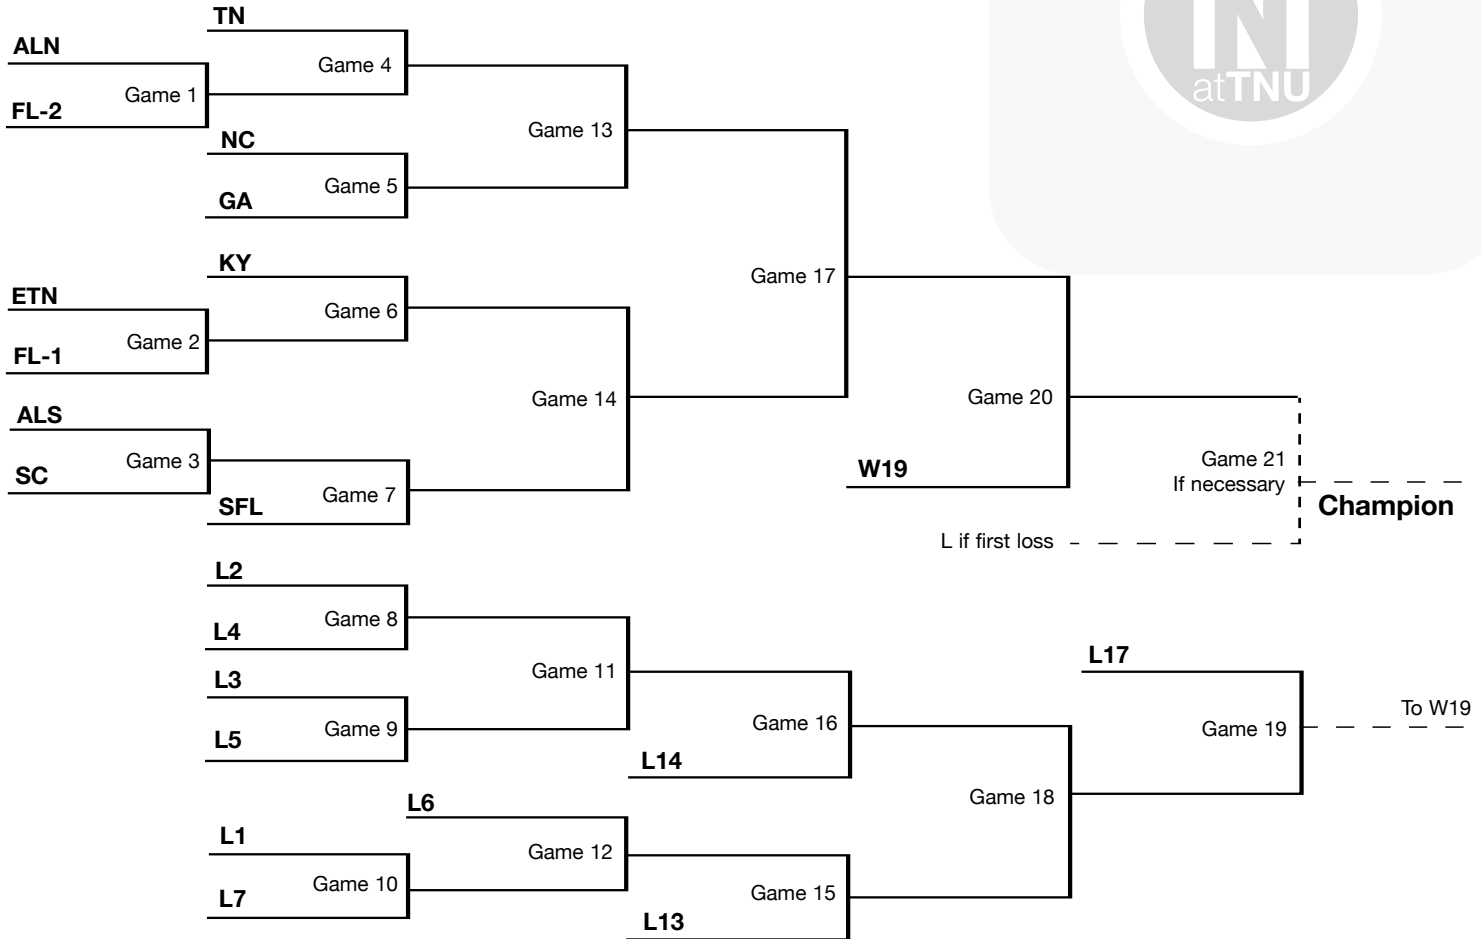 TN
ALN
Game 4
Game 1
FL-2
NC
Game 13
Game 5
GA
KY
ETN
Game 6
Game 2
FL-1
Game 17
ALS
Game 14
Game 3
SC
Game 7
SFL
Game 20
W19
Game 21
If necessary
Champion
L if first loss
L2
Game 8
L4
L3
Game 11
Game 9
L5
L14
Game 16
L17
Game 19
To W19
Game 18
L6
L1
Game 12
Game 10
L7
Game 15
L13
N
atTNU